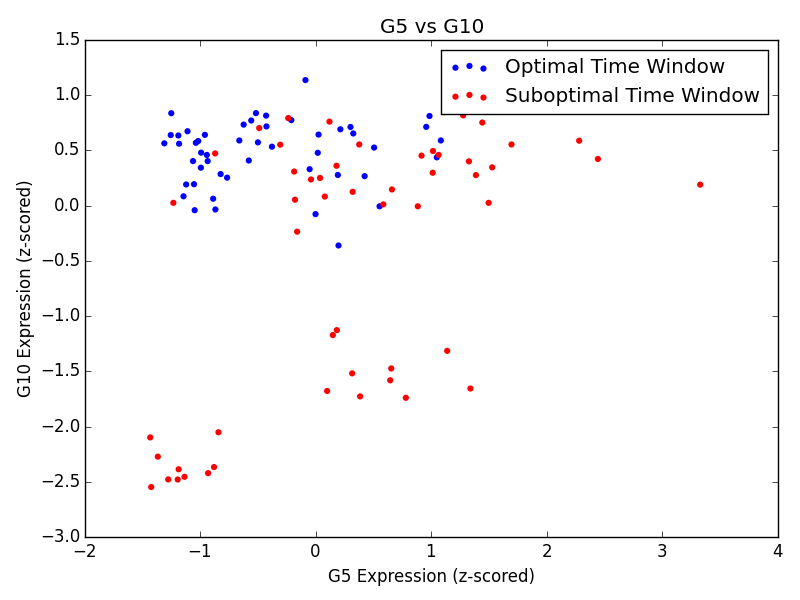 G5 vs G10
Optimal Time Window
Suboptimal Time Window
1.5
1.0
0.5
0.0
−0.5
−1.0
−1.5
−2.0
−2.5
−3.0
G10 Expression (z-scored)
−2 −1 0 1 2 3 4
G5 Expression (z-scored)